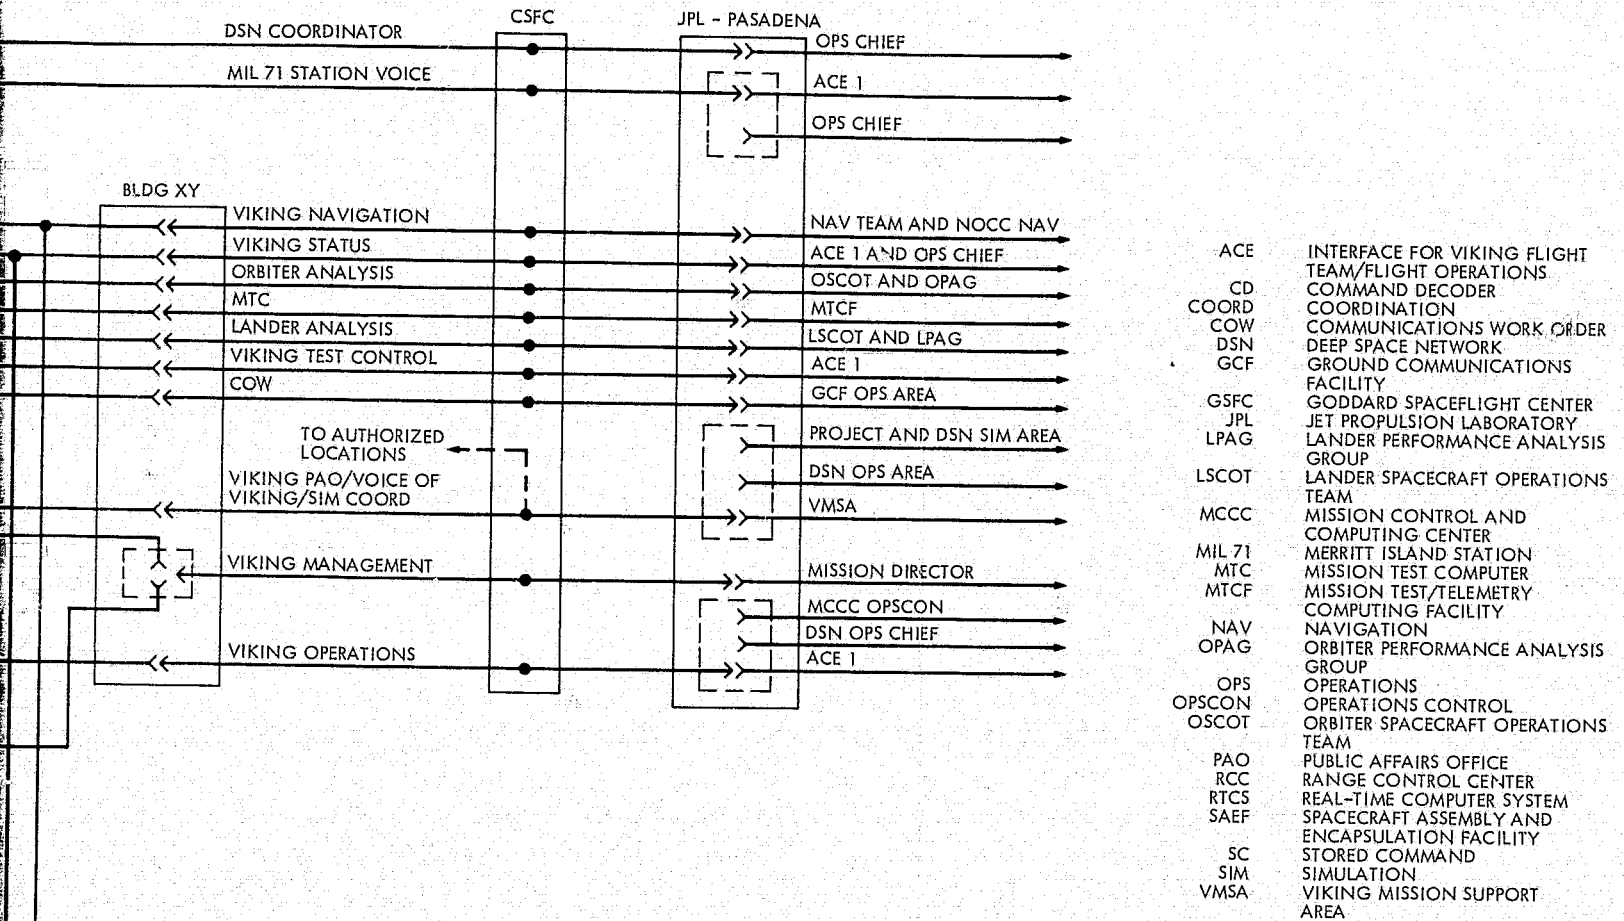 CSFC
JPL - PASADENA
DSN COORDINATOR
OPS CHIEF
MIL 71 STATION VOICE
ACE 1
OPS CHIEF
BLDG XY
VIKING NAVIGATION
NAV TEAM AND NOCC NAV
VIKING STATUS
ACE 1 AND OPS CHIEF
ORBITER ANALYSIS
OSCOT AND OPAG
MTC
MTCF
LANDER ANALYSIS
LSCOT AND LPAG
VIKING TEST CONTROL
ACE 1
COW
GCF OPS AREA
TO AUTHORIZED
LOCATIONS
PROJECT AND DSN SIM AREA
DSN OPS AREA
VIKING PAO/VOICE OF
VIKING/SIM COORD
VMSA
VIKING MANAGEMENT
MISSION DIRECTOR
MCCC OPSCON
DSN OPS CHIEF
VIKING OPERATIONS
ACE 1
ACE INTERFACE FOR VIKING FLIGHT
TEAM/FLIGHT OPERATIONS
CD COMMAND DECODER
COORD COORDINATION
COW COMMUNICATIONS WORK ORDER
DSN DEEP SPACE NETWORK
GCF GROUND COMMUNICATIONS
FACILITY
GSFC GODDARD SPACEFLIGHT CENTER
JPL JET PROPULSION LABORATORY
LPAG LANDER PERFORMANCE ANALYSIS
GROUP
LSCOT LANDER SPACECRAFT OPERATIONS
TEAM
MCCC MISSION CONTROL AND
COMPUTING CENTER
MIL 71 MERRITT ISLAND STATION
MTC MISSION TEST COMPUTER
MTCF MISSION TEST/TELEMETRY
COMPUTING FACILITY
NAV NAVIGATION
OPAG ORBITER PERFORMANCE ANALYSIS
GROUP
OPS OPERATIONS
OPSCON OPERATIONS CONTROL
OSCOT ORBITER SPACECRAFT OPERATIONS
TEAM
PAO PUBLIC AFFAIRS OFFICE
RCC RANGE CONTROL CENTER
RTCS REAL-TIME COMPUTER SYSTEM
SAEF SPACECRAFT ASSEMBLY AND
ENCAPSULATION FACILITY
SC STORED COMMAND
SIM SIMULATION
VMSA VIKING MISSION SUPPORT
AREA